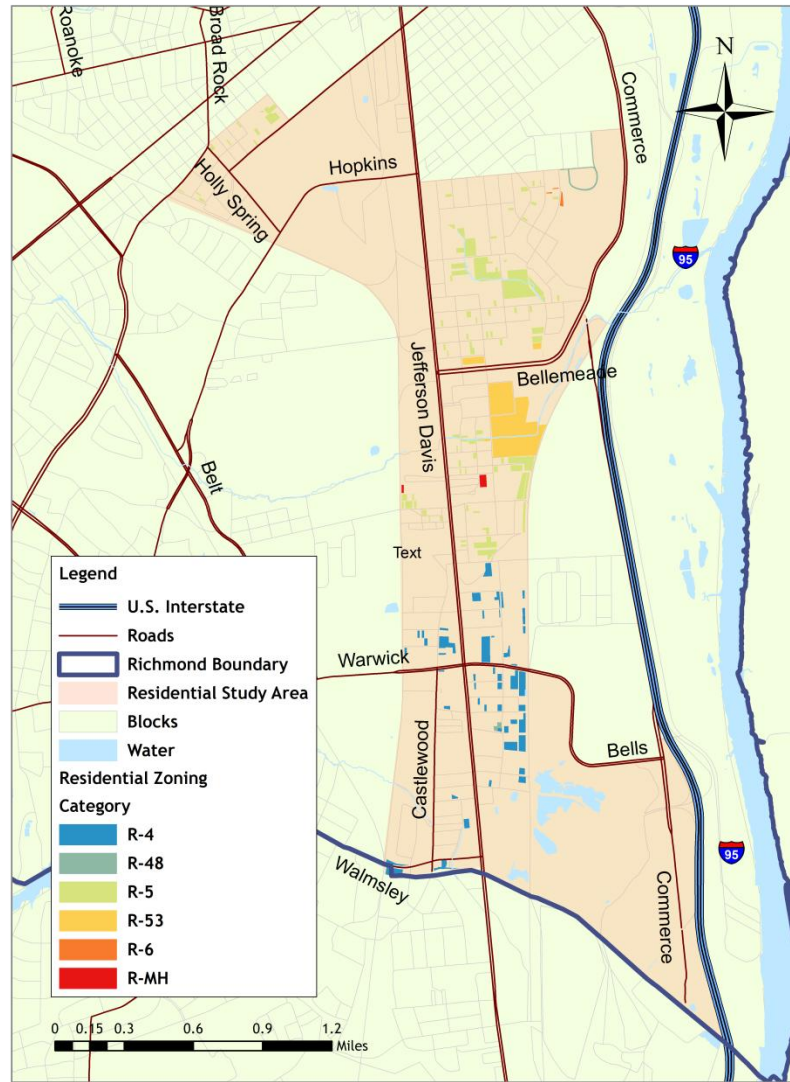 Roanoke
Broad Rock
N
Commerce
Hopkins
Holly Spring
95
Jefferson Davis
Bellemeade
Belt
Text
Legend
U.S. Interstate
Roads
Richmond Boundary
Residential Study Area
Blocks
Water
Residential Zoning
Category
R-4
R-48
R-5
R-53
R-6
R-MH
Warwick
Castlewood
Bells
95
Walmsley
Commerce
0 0.15 0.3 0.6 0.9 1.2
Miles